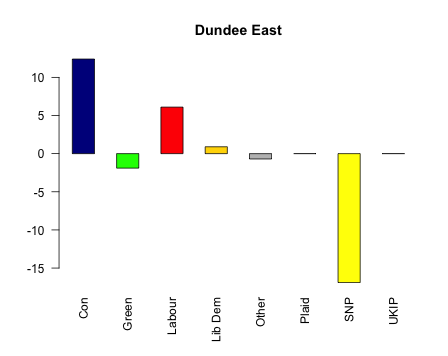 Dundee East
10
5
0
-5
-10
-15
Con
Green
Labour
Lib Dem
Other
Plaid
SNP
UKIP